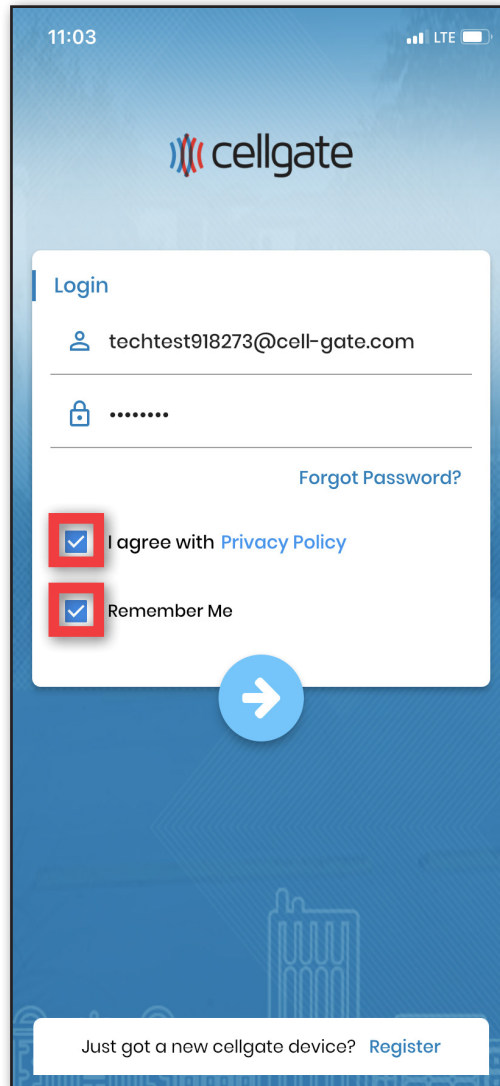 11:03
LTE
cellgate
Login
techtest918273@cell-gate.com
••••••••
Forgot Password?
I agree with Privacy Policy
Remember Me
Just got a new cellgate device? Register